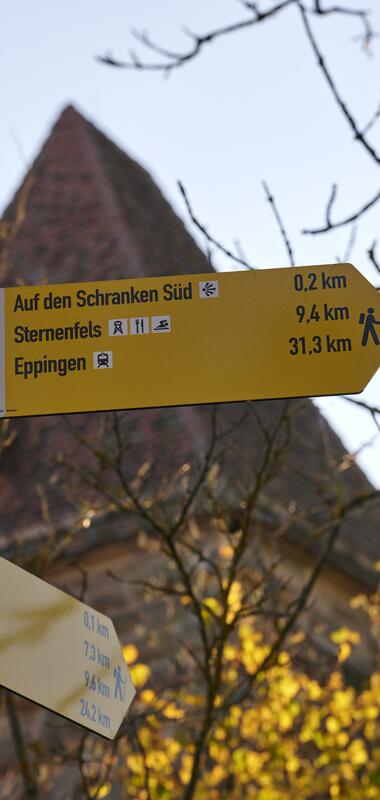 Auf den Schranken Süd 0,2 km
Sternenfels 9,4 km
Eppingen 31,3 km
0,1 km
7,3 km
9,6 km
24,2 km